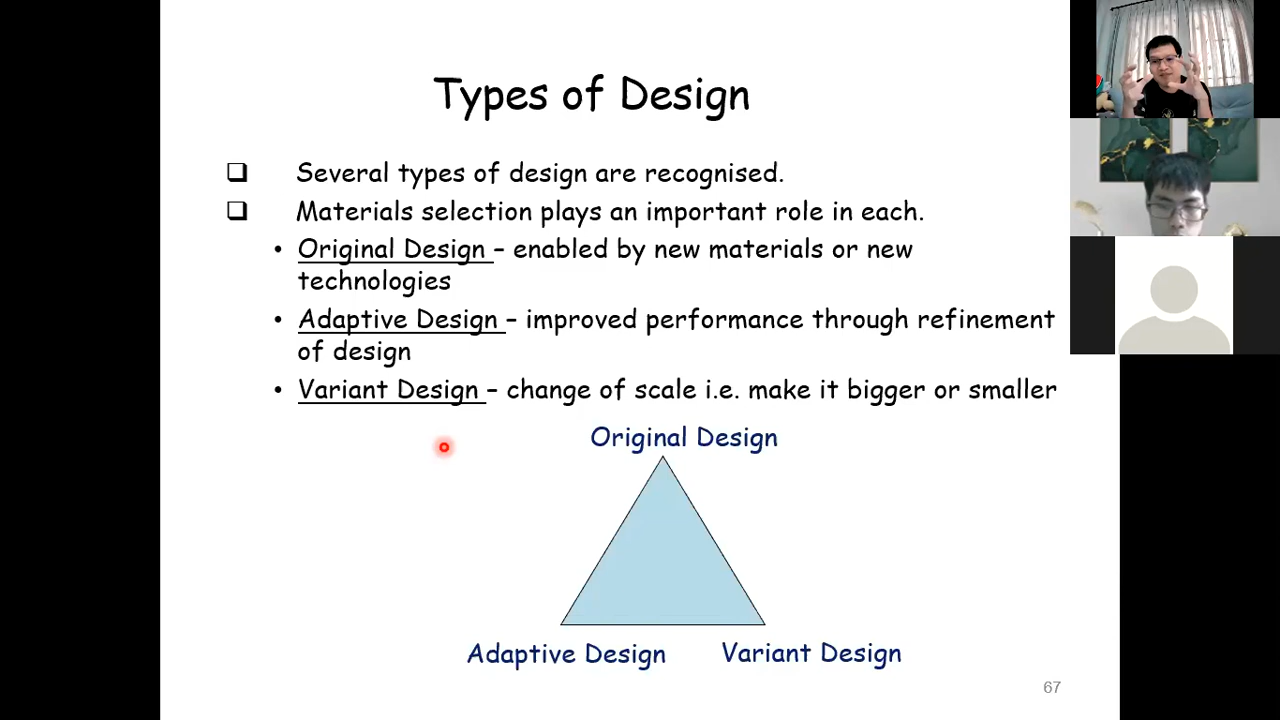 Types of Design
Several types of design are recognised.
Materials selection plays an important role in each.
• Original Design – enabled by new materials or new
technologies
• Adaptive Design – improved performance through refinement
of design
• Variant Design – change of scale i.e. make it bigger or smaller
Original Design
Adaptive Design
Variant Design
67